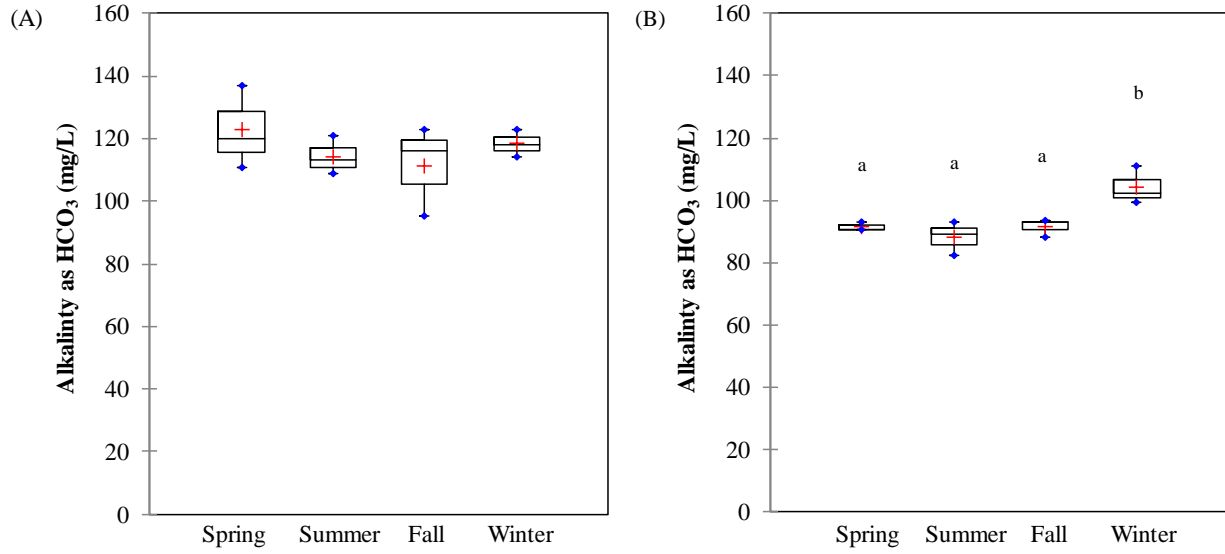 (A)
Alkalinty as HCO3 (mg/L)
160
140
120
100
80
60
40
20
0
Spring Summer Fall Winter
(B)
Alkalinty as HCO3 (mg/L)
160
140
120
100
80
60
40
20
0
a a a b
Spring Summer Fall Winter